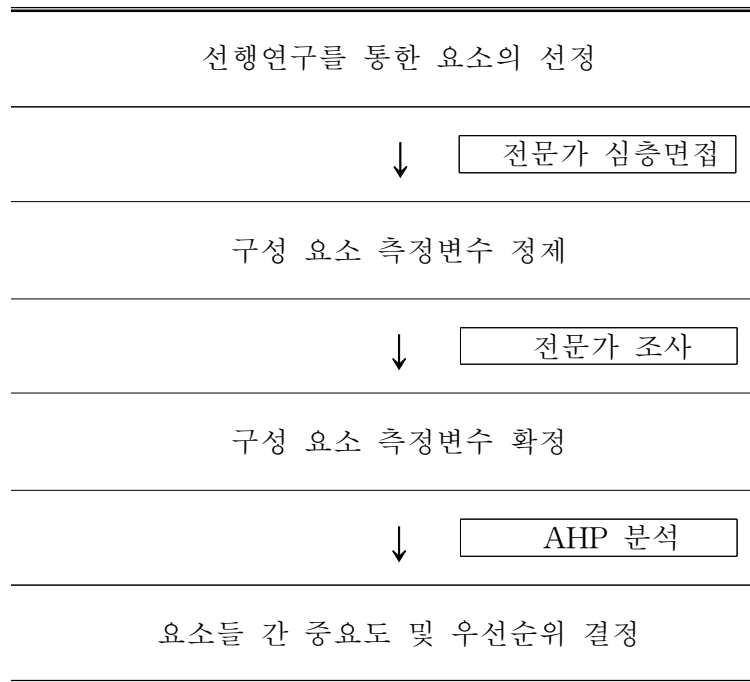 선행연구를 통한 요소의 선정
↓ 전문가 심층면접
구성 요소 측정변수 정제
↓ 전문가 조사
구성 요소 측정변수 확정
↓ AHP 분석
요소들 간 중요도 및 우선순위 결정